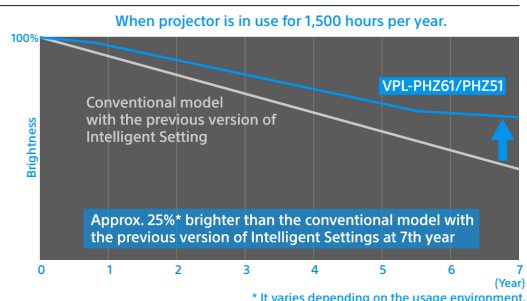 When projector is in use for 1,500 hours per year.
100%
VPL-PHZ61/PHZ51
Conventional model
with the previous version of
Intelligent Setting
Brightness
Approx. 25%* brighter than the conventional model with
the previous version of Intelligent Settings at 7th year
0 1 2 3 4 5 6 7
(Year)
* It varies depending on the usage environment.